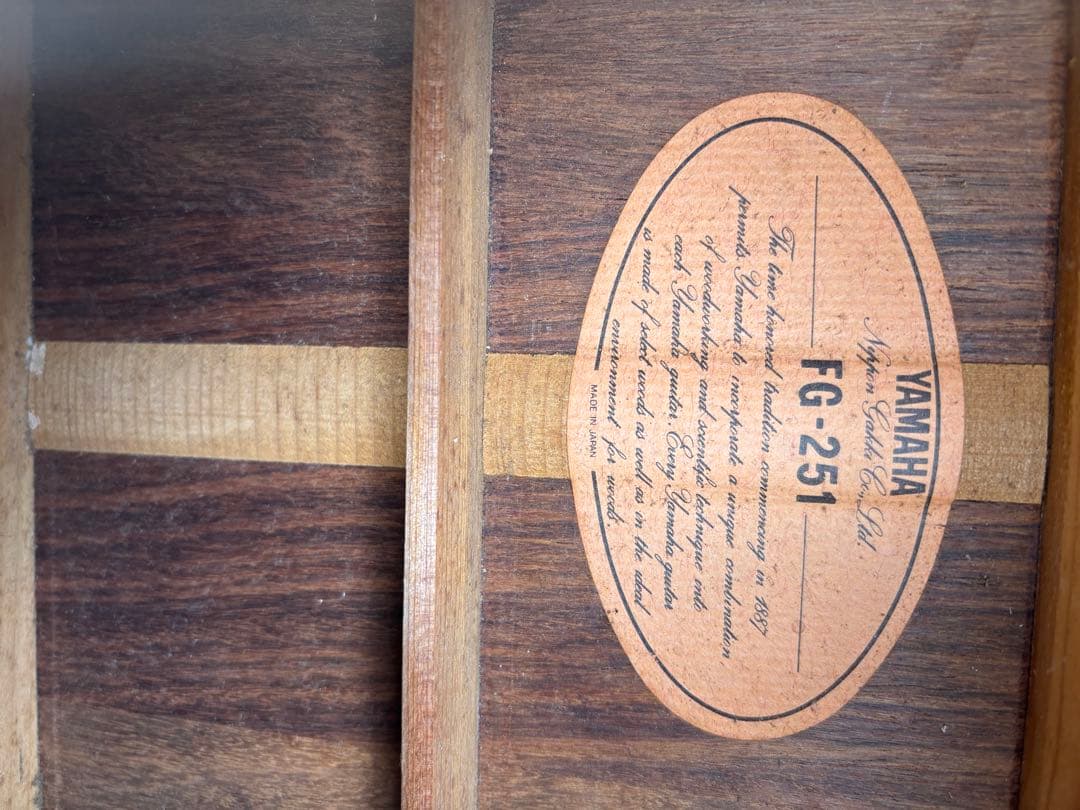 YAMAHA
Nippon Gakki Co., Ltd.
FG-251
The time honored tradition commencing in 1887
permits Yamaha to incorporate a unique combination
of woodworking and scientific technique into
each Yamaha guitar. Every Yamaha guitar
is made of select woods as well as in the ideal
environment for woods.
MADE IN JAPAN